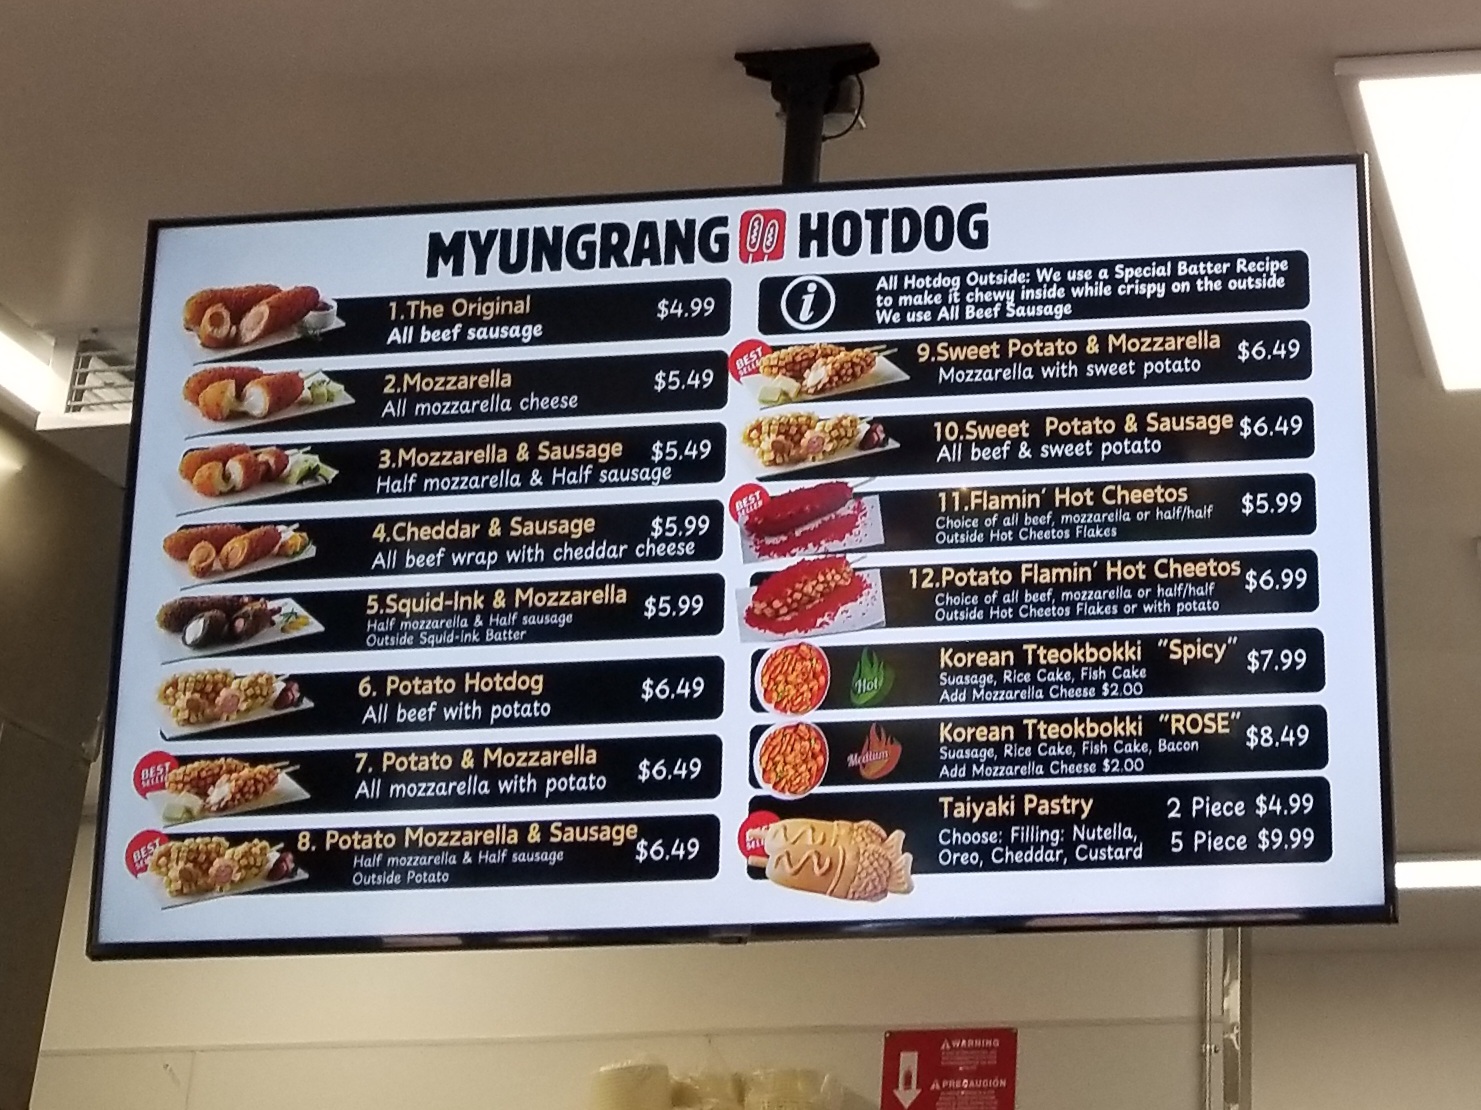 MYUNGRANG HOTDOG
1.The Original $4.99
All beef sausage
2.Mozzarella $5.49
All mozzarella cheese
3.Mozzarella & Sausage $5.49
Half mozzarella & Half sausage
4.Cheddar & Sausage $5.99
All beef wrap with cheddar cheese
5.Squid-Ink & Mozzarella $5.99
Half mozzarella & Half sausage
Outside Squid-ink Batter
6. Potato Hotdog $6.49
All beef with potato
BEST
7. Potato & Mozzarella $6.49
All mozzarella with potato
BEST
8. Potato Mozzarella & Sausage $6.49
Half mozzarella & Half sausage
Outside Potato
i
All Hotdog Outside: We use a Special Batter Recipe
to make it chewy inside while crispy on the outside
We use All Beef Sausage
BEST
9.Sweet Potato & Mozzarella $6.49
Mozzarella with sweet potato
10.Sweet Potato & Sausage $6.49
All beef & sweet potato
BEST
SELLER
11.Flamin' Hot Cheetos $5.99
Choice of all beef, mozzarella or half/half
Outside Hot Cheetos Flakes
12.Potato Flamin' Hot Cheetos $6.99
Choice of all beef, mozzarella or half/half
Outside Hot Cheetos Flakes or with potato
Hot
Korean Tteokbokki "Spicy" $7.99
Suasage, Rice Cake, Fish Cake
Add Mozzarella Cheese $2.00
Medium
Korean Tteokbokki "ROSE" $8.49
Suasage, Rice Cake, Fish Cake, Bacon
Add Mozzarella Cheese $2.00
Taiyaki Pastry 2 Piece $4.99
Choose: Filling: Nutella, 5 Piece $9.99
Oreo, Cheddar, Custard
WARNING
PRECAUCIÓN